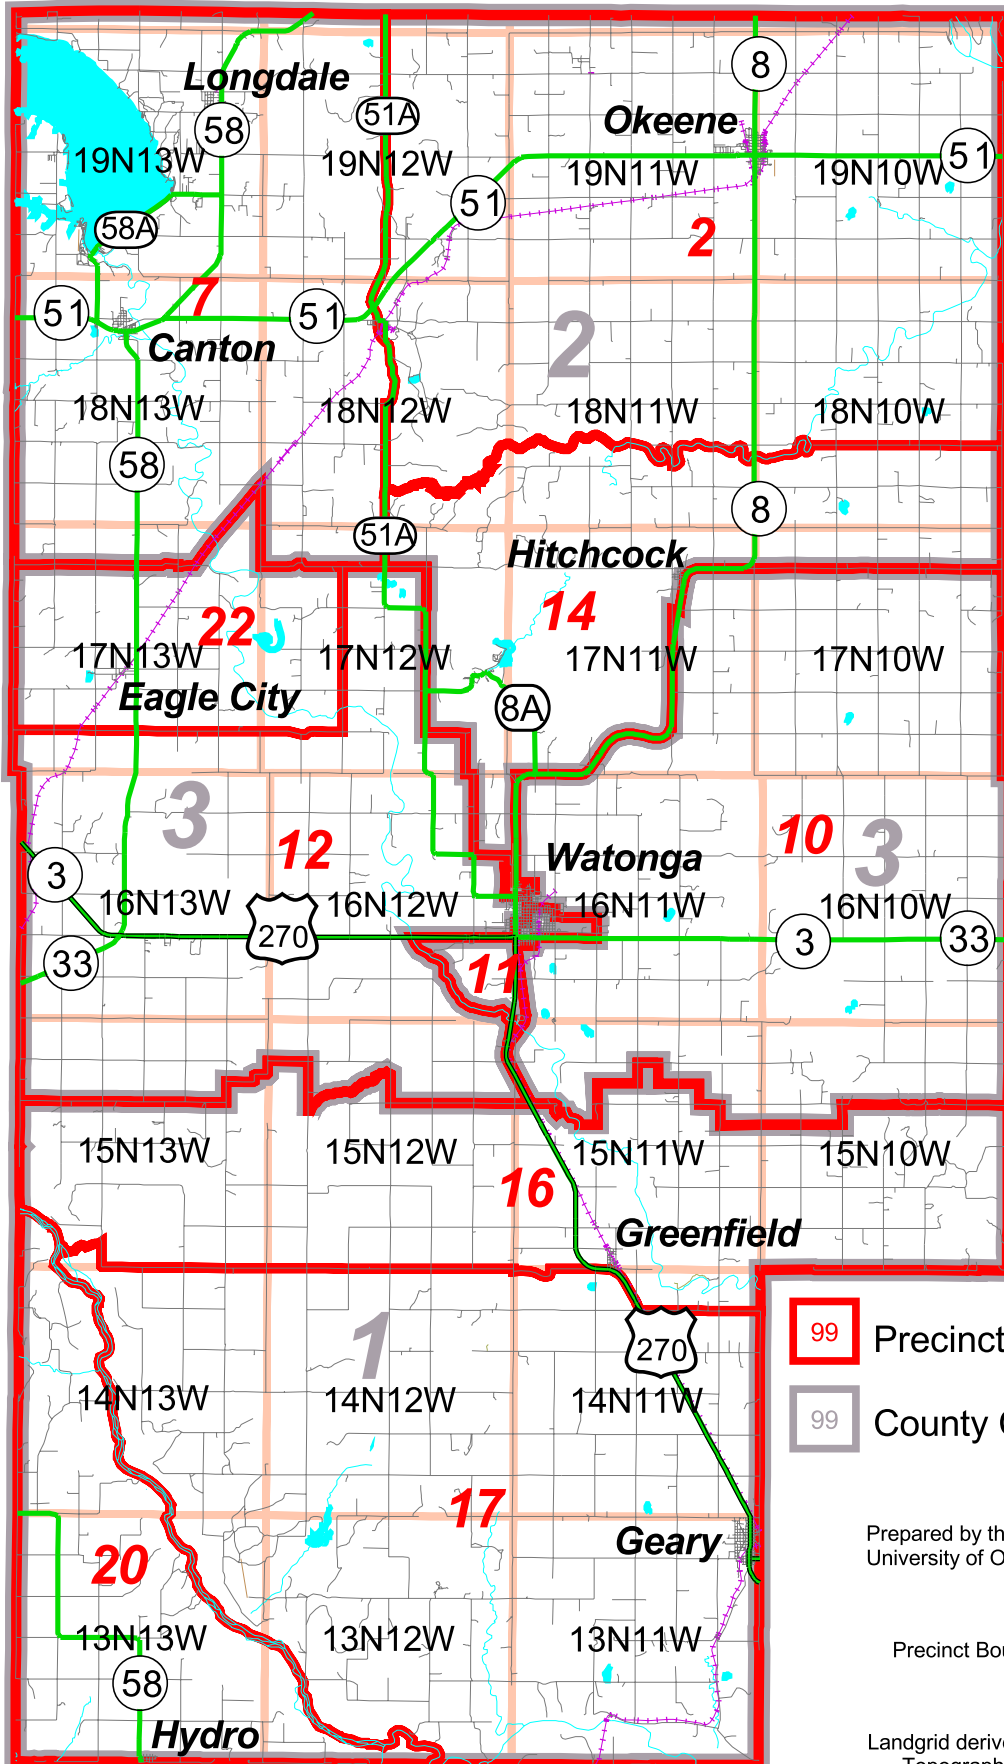 Longdale
8
51A
Okeene
58
51
19N13W
19N12W
19N11W
19N10W
51
58A
2
7
51
51
2
Canton
18N13W
18N12W
18N11W
18N10W
58
8
51A
Hitchcock
22
14
17N13W
17N12W
17N11W
17N10W
Eagle City
8A
3
12
10
3
Watonga
3
16N13W
16N12W
16N11W
16N10W
270
33
3
33
11
15N13W
15N12W
15N11W
15N10W
16
Greenfield
99
Precinct
1
270
14N13W
14N12W
14N11W
99
County
17
Geary
Prepared by th
University of O
20
13N13W
13N12W
13N11W
Precinct Bou
58
Hydro
Landgrid derive
Topograph